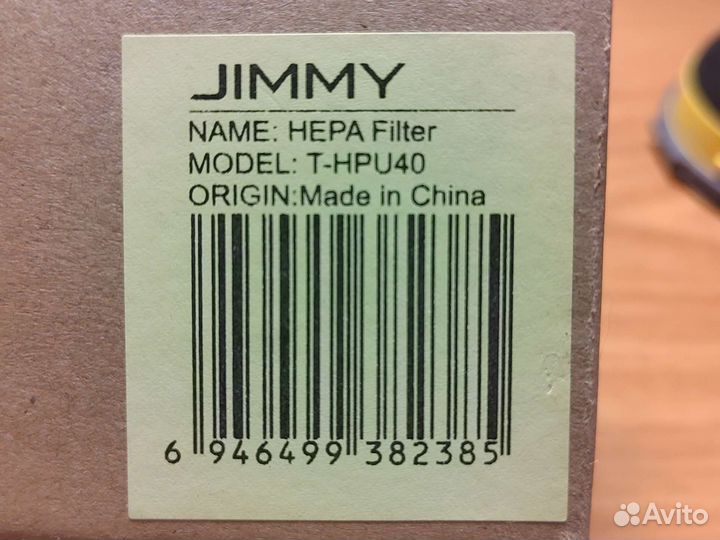 JIMMY
NAME: HEPA Filter
MODEL: T-HPU40
ORIGIN:Made in China
6 946499 382385
Avito